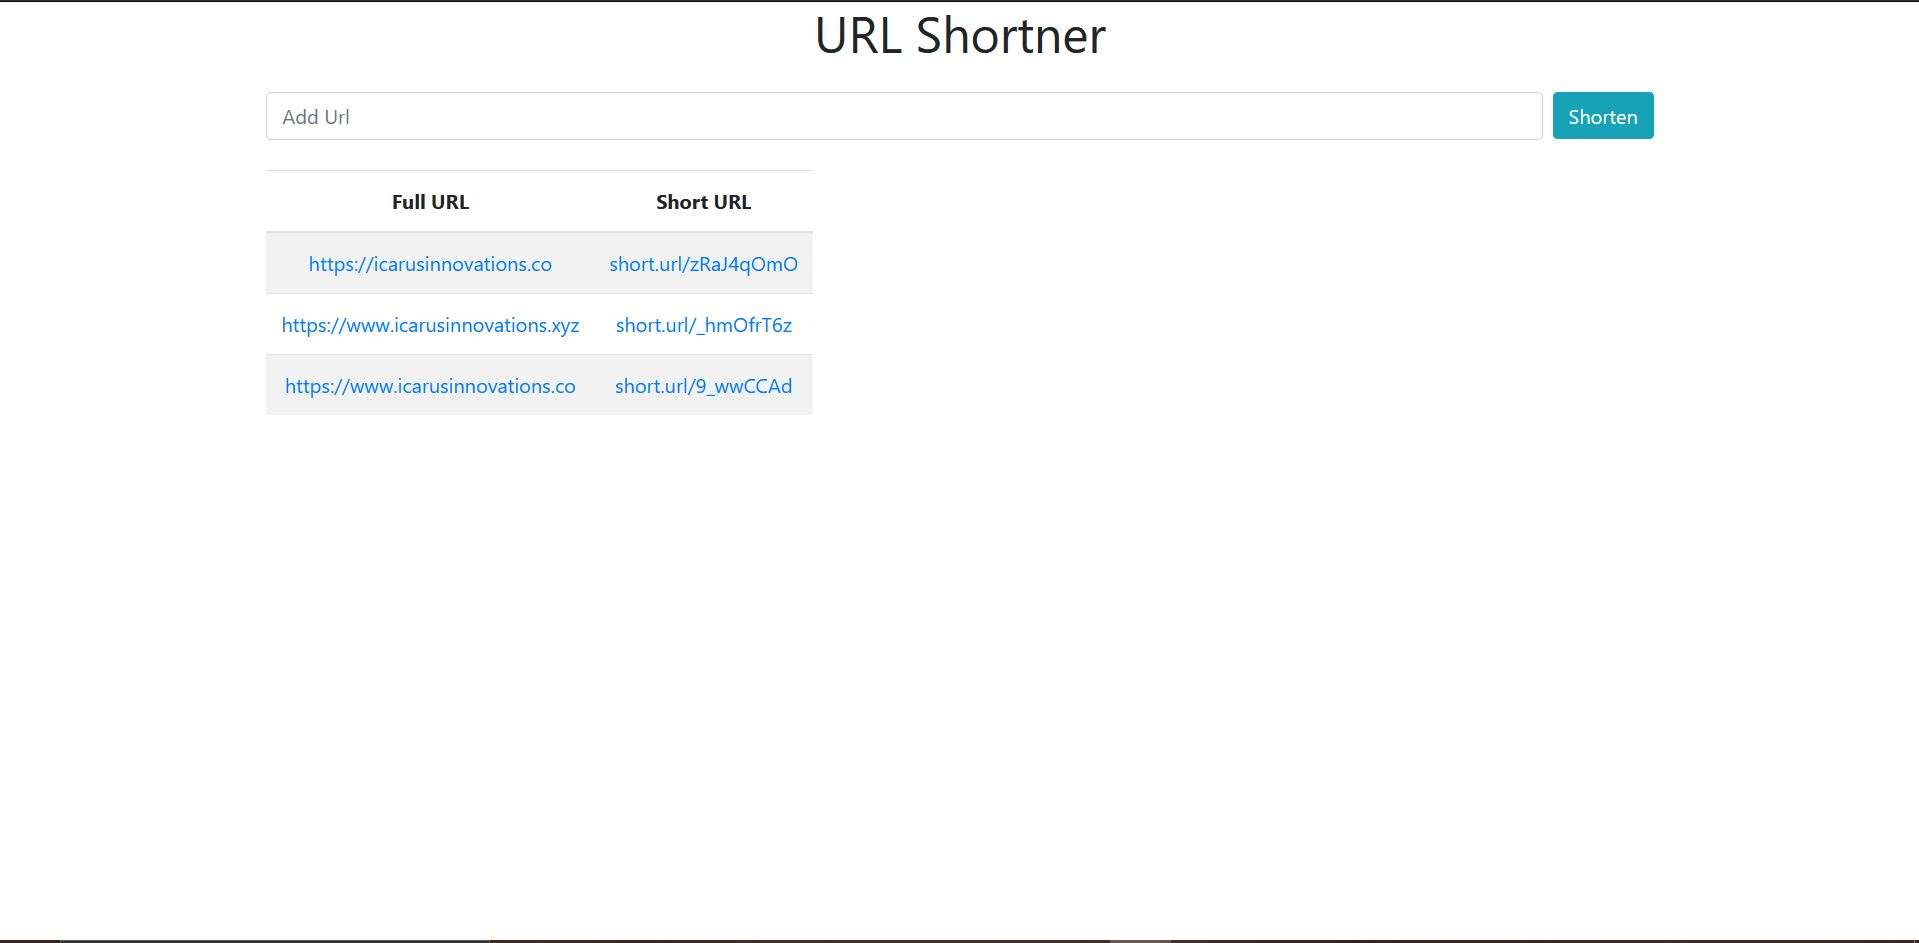 URL Shortner
Add Url Shorten
Full URL Short URL
https://icarusinnovations.co short.url/zRaJ4qOmO
https://www.icarusinnovations.xyz short.url/_hmOfrT6z
https://www.icarusinnovations.co short.url/9_wwCCAd